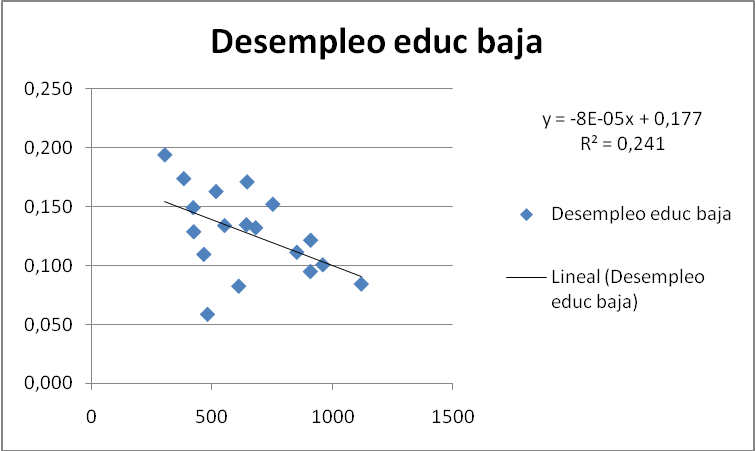 Desempleo educ baja
0,250
0,200
0,150
0,100
0,050
0,000
0
500
1000
1500
y = -8E-05x + 0,177
R² = 0,241
Desempleo educ baja
Lineal (Desempleo
educ baja)